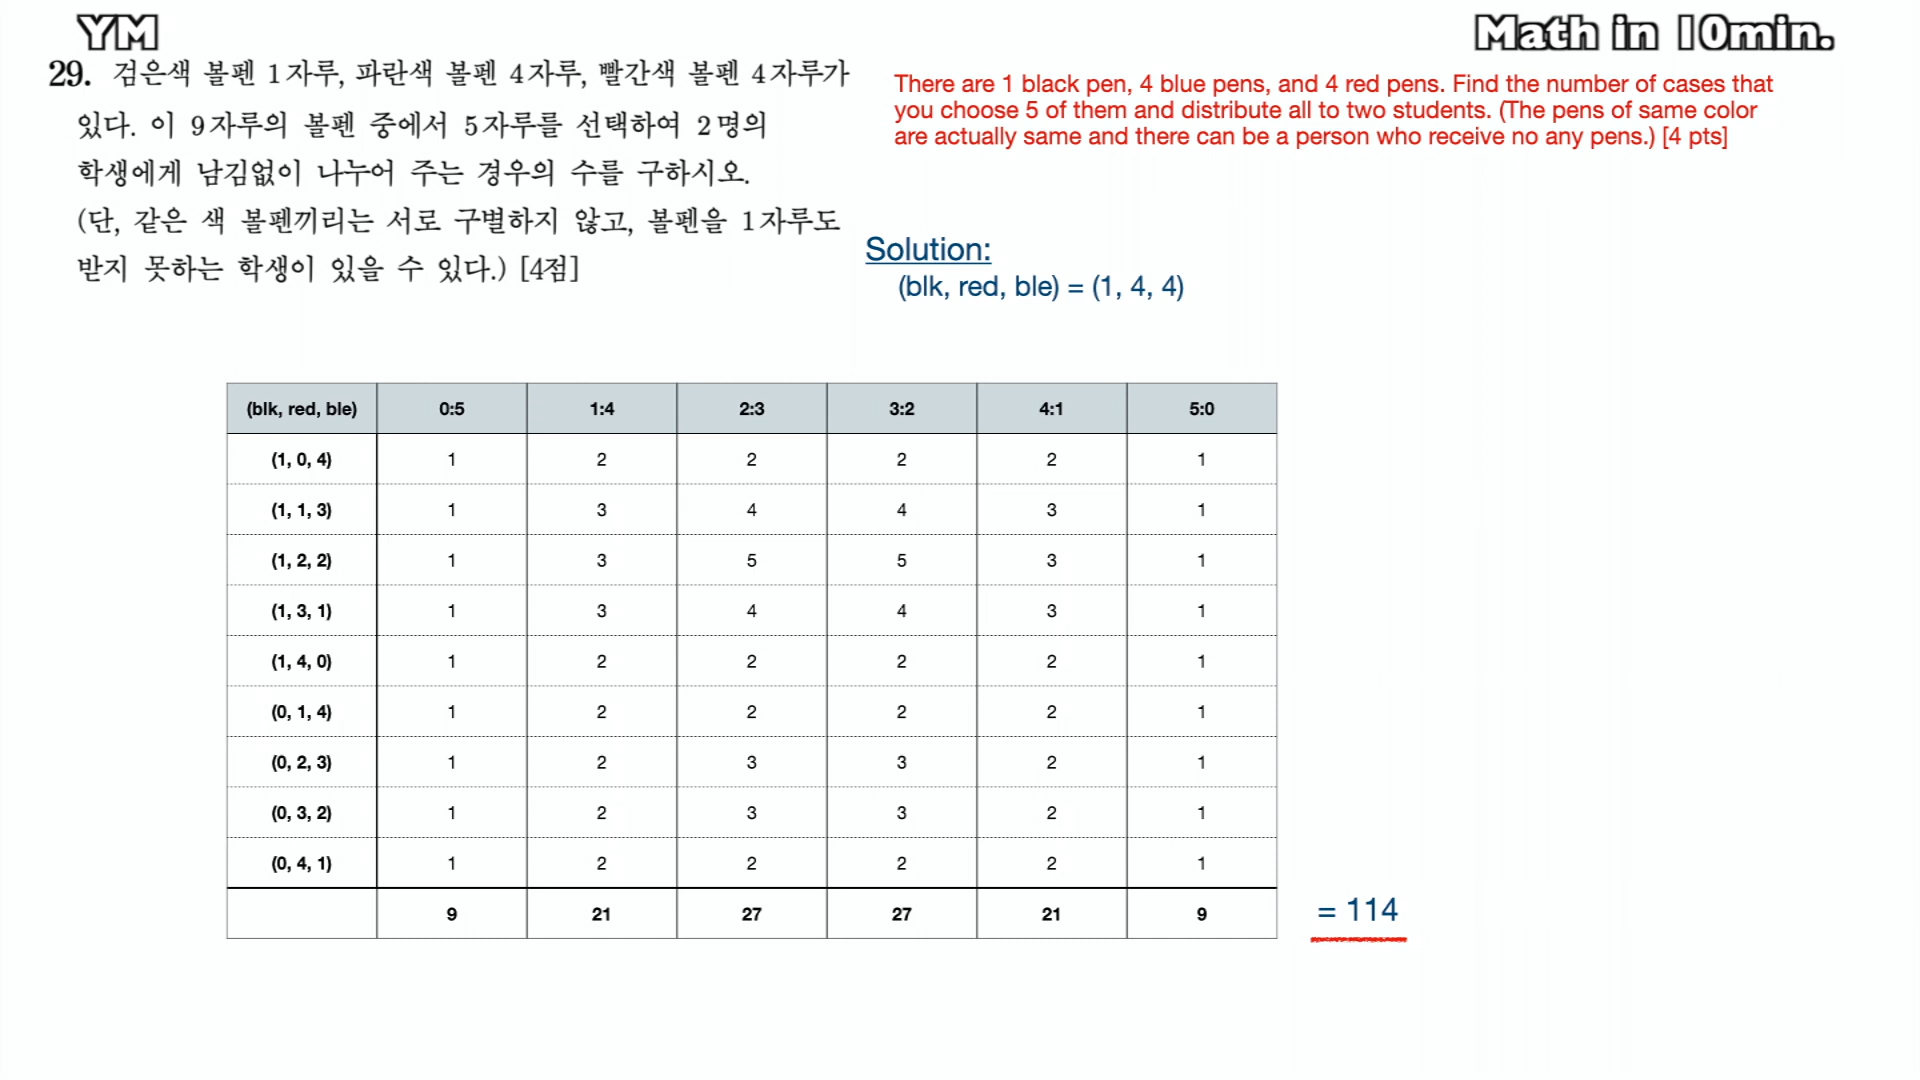 YM
Math in 10min.
29. 검은색 볼펜 1자루, 파란색 볼펜 4자루, 빨간색 볼펜 4자루가
있다. 이 9자루의 볼펜 중에서 5자루를 선택하여 2명의
학생에게 남김없이 나누어 주는 경우의 수를 구하시오.
(단, 같은 색 볼펜끼리는 서로 구별하지 않고, 볼펜을 1자루도
받지 못하는 학생이 있을 수 있다.) [4점]
There are 1 black pen, 4 blue pens, and 4 red pens. Find the number of cases that
you choose 5 of them and distribute all to two students. (The pens of same color
are actually same and there can be a person who receive no any pens.) [4 pts]
Solution:
(blk, red, ble) = (1, 4, 4)
(blk, red, ble) 0:5 1:4 2:3 3:2 4:1 5:0
(1, 0, 4) 1 2 2 2 2 1
(1, 1, 3) 1 3 4 4 3 1
(1, 2, 2) 1 3 5 5 3 1
(1, 3, 1) 1 3 4 4 3 1
(1, 4, 0) 1 2 2 2 2 1
(0, 1, 4) 1 2 2 2 2 1
(0, 2, 3) 1 2 3 3 2 1
(0, 3, 2) 1 2 3 3 2 1
(0, 4, 1) 1 2 2 2 2 1
9 21 27 27 21 9
= 114